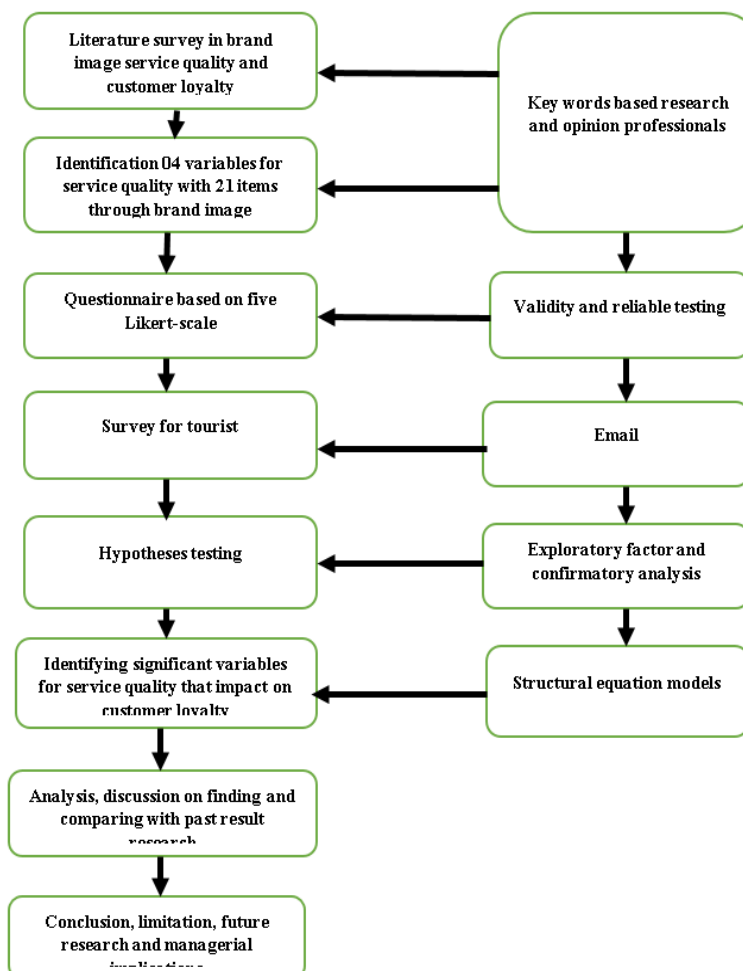 Literature survey in brand
image service quality and
customer loyalty
Key words based research
and opinion professionals
Identification 04 variables for
service quality with 21 items
through brand image
Questionnaire based on five
Likert-scale
Validity and reliable testing
Survey for tourist
Email
Hypotheses testing
Exploratory factor and
confirmatory analysis
Identifying significant variables
for service quality that impact on
customer loyalty
Structural equation models
Analysis, discussion on finding and
comparing with past result
research
Conclusion, limitation, future
research and managerial
implications